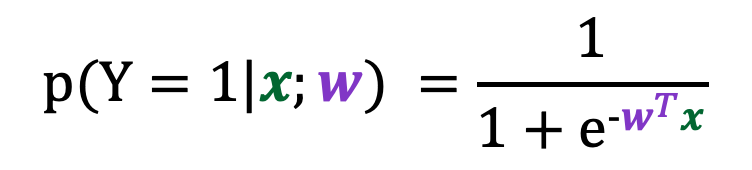 p(Y = 1|x; w) = 1 / (1 + e^{-w^T x})